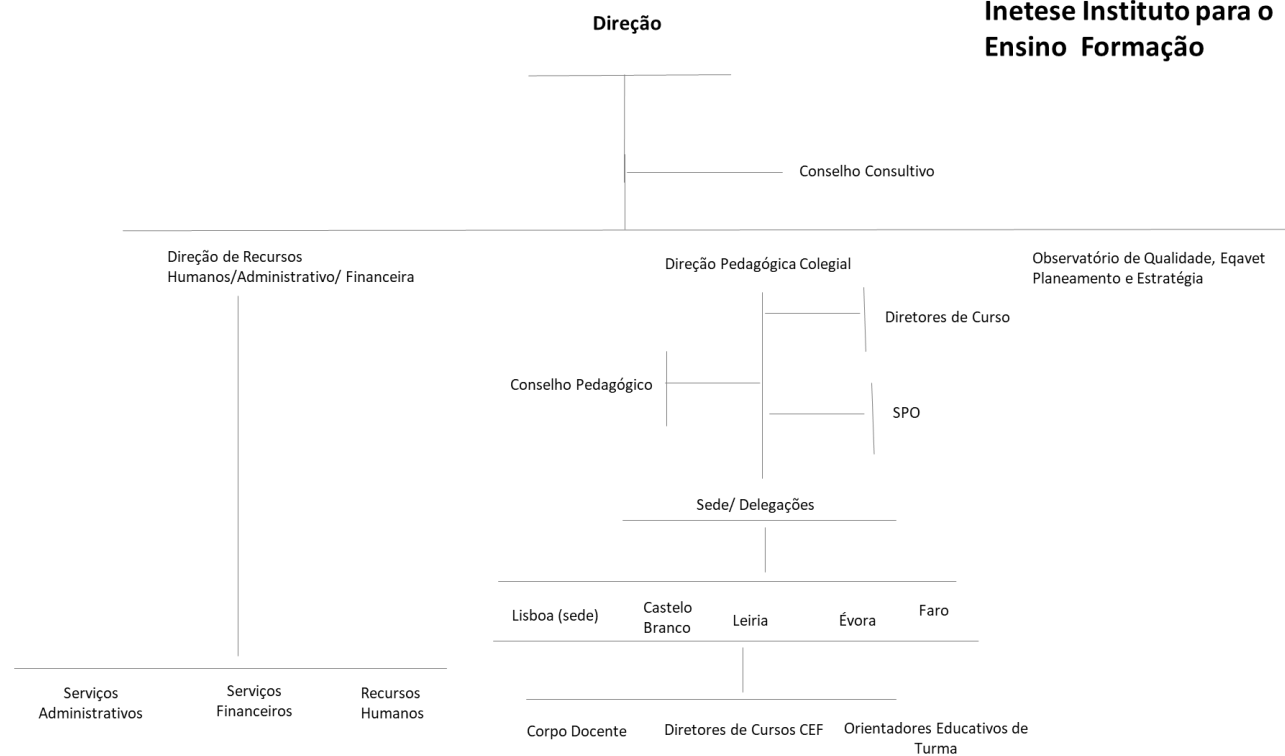 Inetese Instituto para o
Ensino Formação
Direção
Conselho Consultivo
Direção de Recursos
Humanos/Administrativo/ Financeira
Direção Pedagógica Colegial
Observatório de Qualidade, Eqavet
Planeamento e Estratégia
Diretores de Curso
Conselho Pedagógico
SPO
Sede/ Delegações
Lisboa (sede)
Castelo
Branco
Leiria
Évora
Faro
Serviços
Administrativos
Serviços
Financeiros
Recursos
Humanos
Corpo Docente
Diretores de Cursos CEF
Orientadores Educativos de
Turma